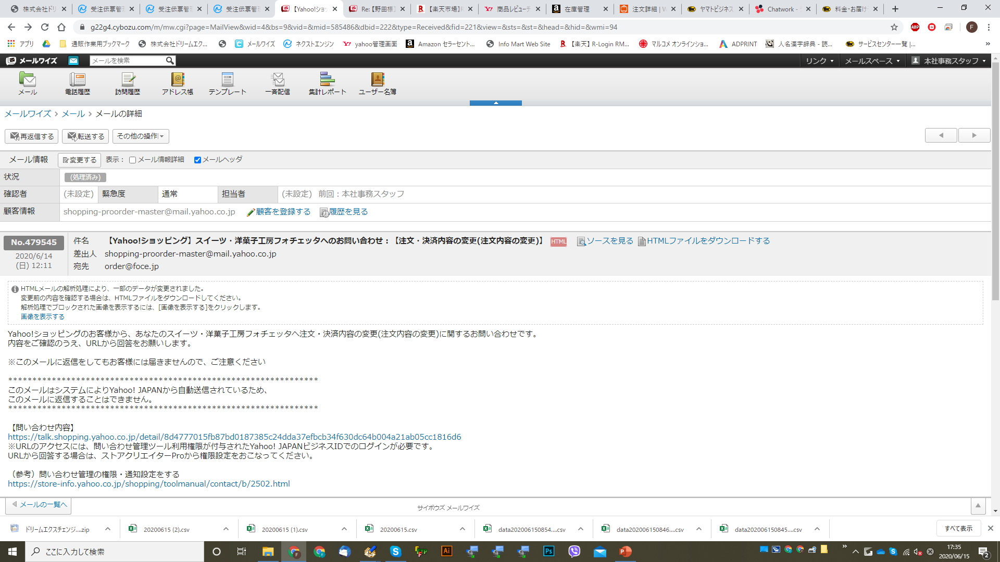 株式会社ドリ
受注伝票管理
受注伝票管理
受注伝票管理
【Yahoo!ショッ
Re: 【野田様】
【楽天市場】R
商品レビューチ
在庫管理
注文詳細 | W
ヤマトビジネス
Chatwork -
料金・お届け
g22g4.cybozu.com/m/mw.cgi?page=MailView&wid=4&bs=9&vid=&mid=585486&dbid=222&type=Received&fid=221&view=&sts=&st=&head=&hid=&wmi=94
ABP
F
アプリ
通販作業用ブックマーク
株式会社ドリームエク...
メールワイズ
ネクストエンジン
yahoo管理画面
Amazon セラーセント...
Info Mart Web Site
【楽天】R-Login RM...
マルコメ オンラインショ...
ADPRINT
人名漢字辞典 - 読...
サービスセンター一覧 |...
»
メールワイズ
メールを検索
リンク
メールスペース
本社事務スタッフ
メール
電話履歴
訪問履歴
アドレス帳
テンプレート
一斉配信
集計レポート
ユーザー名簿
メールワイズ > メール > メールの詳細
再返信する
転送する
その他の操作
メール情報
変更する
表示：
メール情報詳細
メールヘッダ
状況
(処理済み)
確認者
(未設定)
緊急度
通常
担当者
(未設定) 前回：本社事務スタッフ
顧客情報
shopping-proorder-master@mail.yahoo.co.jp
顧客を登録する
履歴を見る
No.479545
2020/6/14
(日) 12:11
件名 【Yahoo!ショッピング】スイーツ・洋菓子工房フォチェッタへのお問い合わせ：【注文・決済内容の変更(注文内容の変更)】 HTML ソースを見る HTMLファイルをダウンロードする
差出人 shopping-proorder-master@mail.yahoo.co.jp
宛先 order@foce.jp
HTMLメールの解析処理により、一部のデータが変更されました。
変更前の内容を確認する場合は、HTMLファイルをダウンロードしてください。
解析処理でブロックされた画像を表示するには、[画像を表示する]をクリックします。
画像を表示する
Yahoo!ショッピングのお客様から、あなたのスイーツ・洋菓子工房フォチェッタへ注文・決済内容の変更(注文内容の変更)に関するお問い合わせです。
内容をご確認のうえ、URLから回答をお願いします。
※このメールに返信をしてもお客様には届きませんので、ご注意ください
****************************************************************
このメールはシステムによりYahoo! JAPANから自動送信されているため、
このメールに返信することはできません。
****************************************************************
【問い合わせ内容】
https://talk.shopping.yahoo.co.jp/detail/8d4777015fb87bd0187385c24dda37efbcb34f630dc64b004a21ab05cc1816d6
※URLのアクセスには、問い合わせ管理ツール利用権限が付与されたYahoo! JAPANビジネスIDでのログインが必要です。
URLから回答する場合は、ストアクリエイターProから権限設定をおこなってください。
（参考）問い合わせ管理の権限・通知設定をする
https://store-info.yahoo.co.jp/shopping/toolmanual/contact/b/2502.html
メールの一覧へ
サイボウズ メールワイズ
ドリームエクスチェンジ....zip
20200615 (2).csv
20200615 (1).csv
20200615.csv
data202006150854....csv
data202006150846....csv
data202006150845....csv
すべて表示
ここに入力して検索
17:35
2020/06/15
2